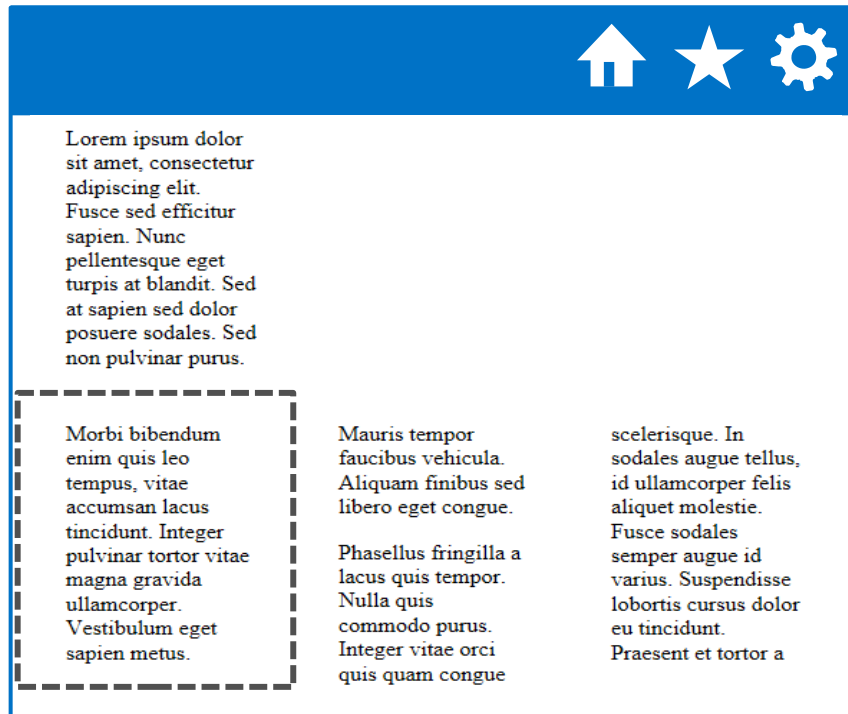 Lorem ipsum dolor
sit amet, consectetur
adipiscing elit.
Fusce sed efficitur
sapien. Nunc
pellentesque eget
turpis at blandit. Sed
at sapien sed dolor
posuere sodales. Sed
non pulvinar purus.
Morbi bibendum
enim quis leo
tempus, vitae
accumsan lacus
tincidunt. Integer
pulvinar tortor vitae
magna gravida
ullamcorper.
Vestibulum eget
sapien metus.
Mauris tempor
faucibus vehicula.
Aliquam finibus sed
libero eget congue.
Phasellus fringilla a
lacus quis tempor.
Nulla quis
commodo purus.
Integer vitae orci
quis quam congue
scelerisque. In
sodales augue tellus,
id ullamcorper felis
aliquet molestie.
Fusce sodales
semper augue id
varius. Suspendisse
lobortis cursus dolor
eu tincidunt.
Praesent et tortor a